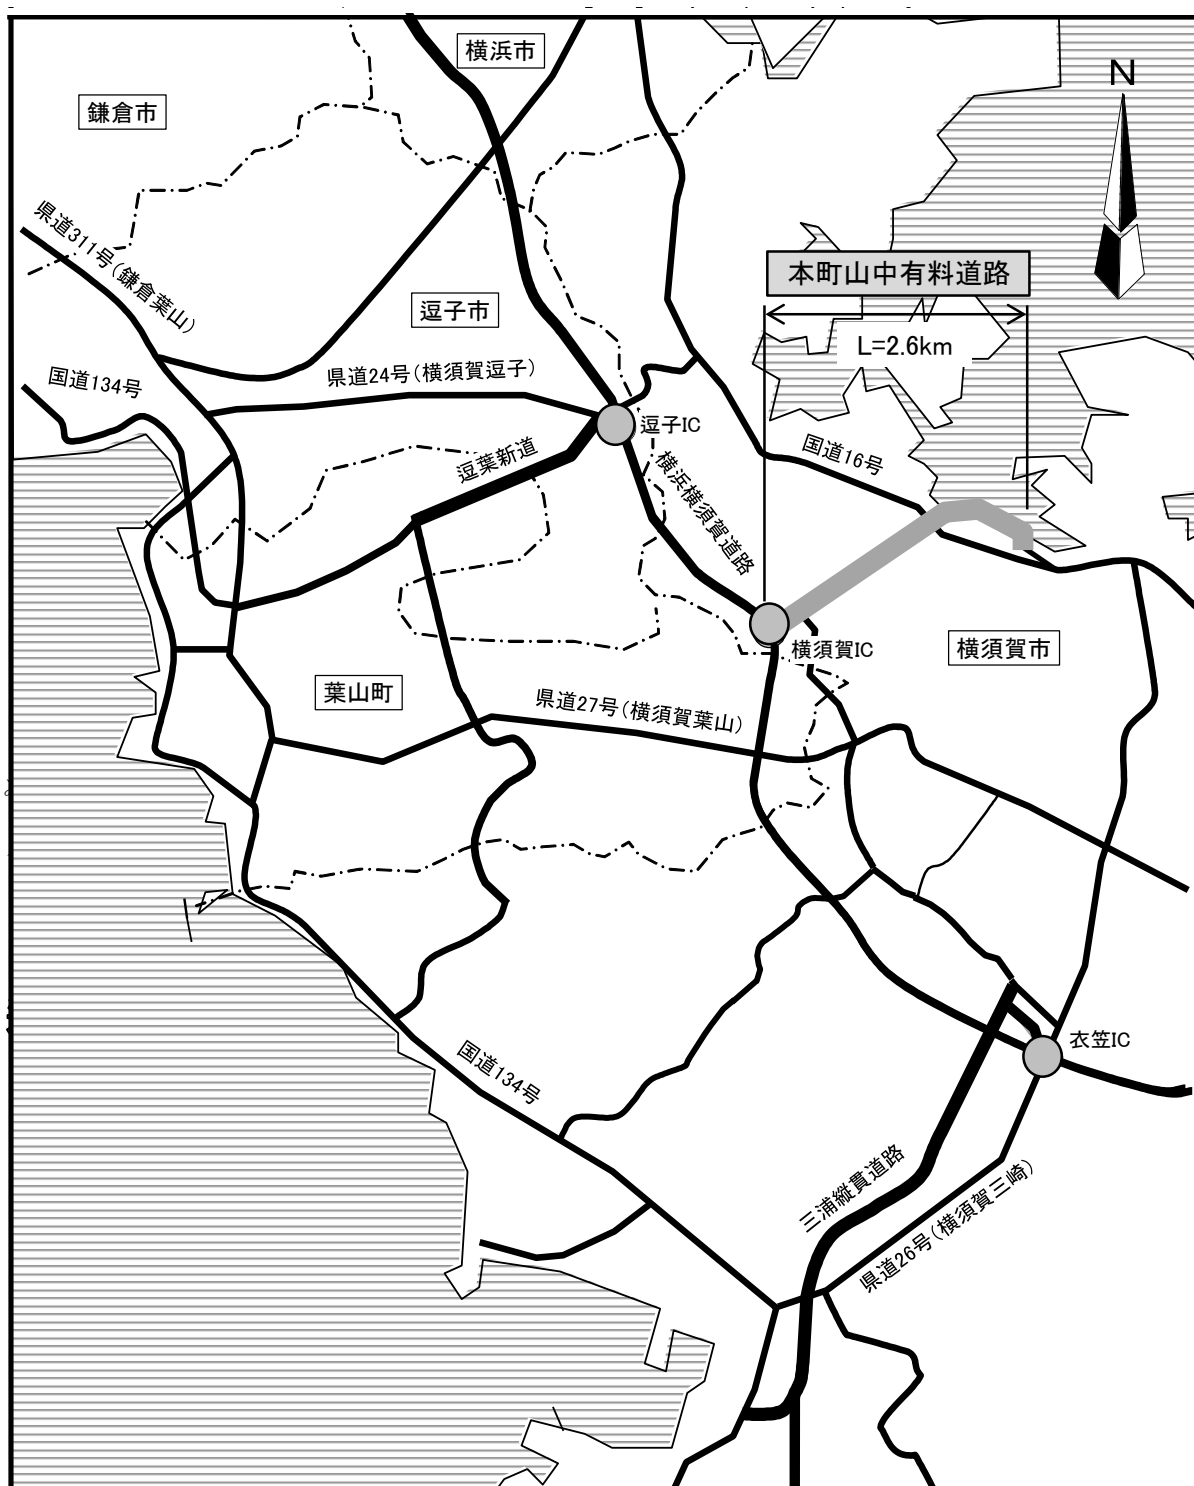 横浜市
N
鎌倉市
県道311号(鎌倉葉山)
本町山中有料道路
逗子市
L=2.6km
国道134号
県道24号(横須賀逗子)
逗子IC
逗葉新道
国道16号
横浜横須賀道路
横須賀IC
横須賀市
葉山町
県道27号(横須賀葉山)
衣笠IC
国道134号
三浦縦貫道路
県道26号(横須賀三崎)